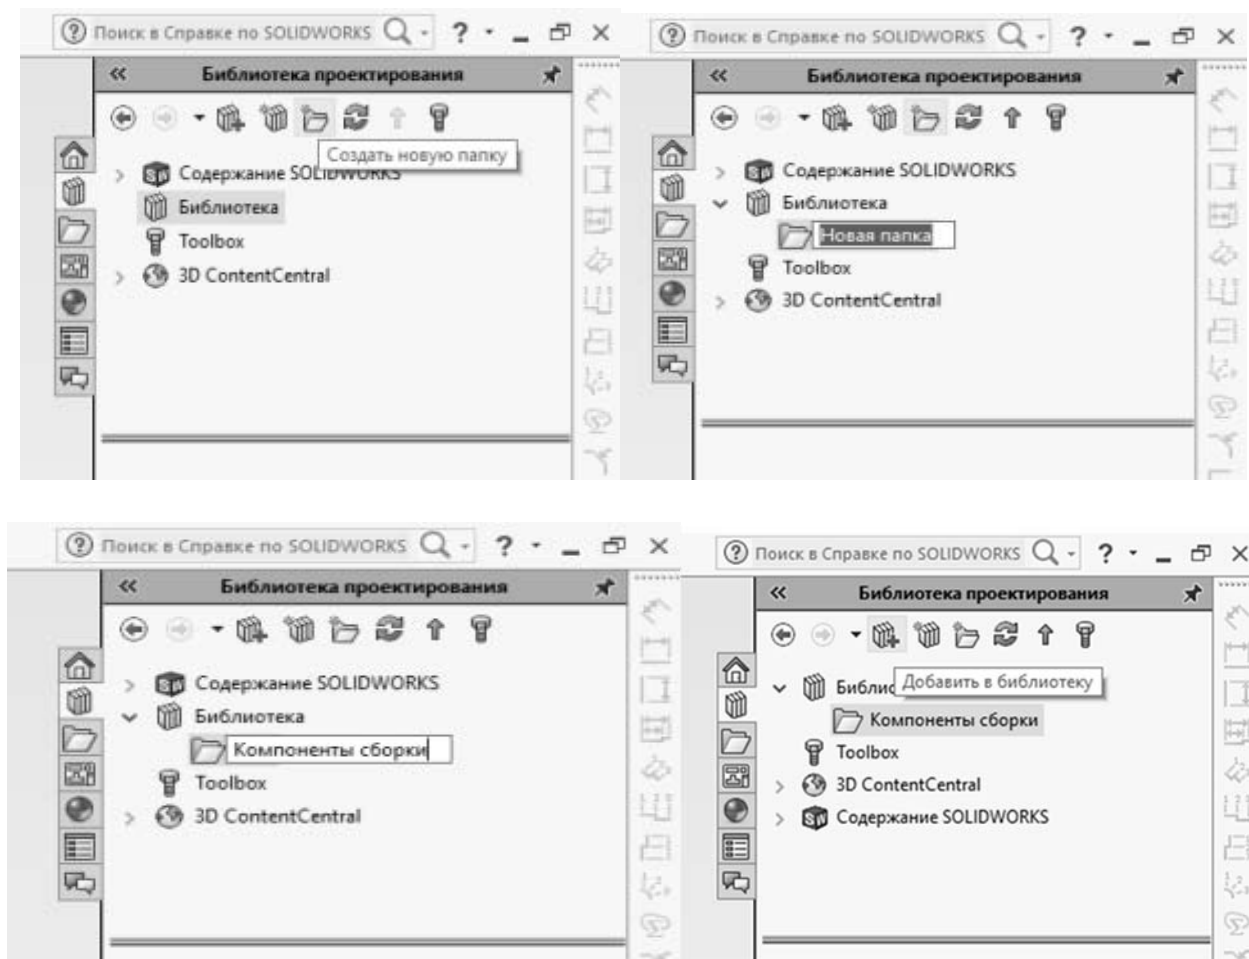 Поиск в Справке по SOLIDWORKS
?
Библиотека проектирования
Создать новую папку
Содержание SOLIDWORKS
Библиотека
Toolbox
3D ContentCentral
Поиск в Справке по SOLIDWORKS
?
Библиотека проектирования
Содержание SOLIDWORKS
Библиотека
Новая папка
Toolbox
3D ContentCentral
Поиск в Справке по SOLIDWORKS
?
Библиотека проектирования
Содержание SOLIDWORKS
Библиотека
Компоненты сборки
Toolbox
3D ContentCentral
Поиск в Справке по SOLIDWORKS
?
Библиотека проектирования
Библио
Добавить в библиотеку
Компоненты сборки
Toolbox
3D ContentCentral
Содержание SOLIDWORKS